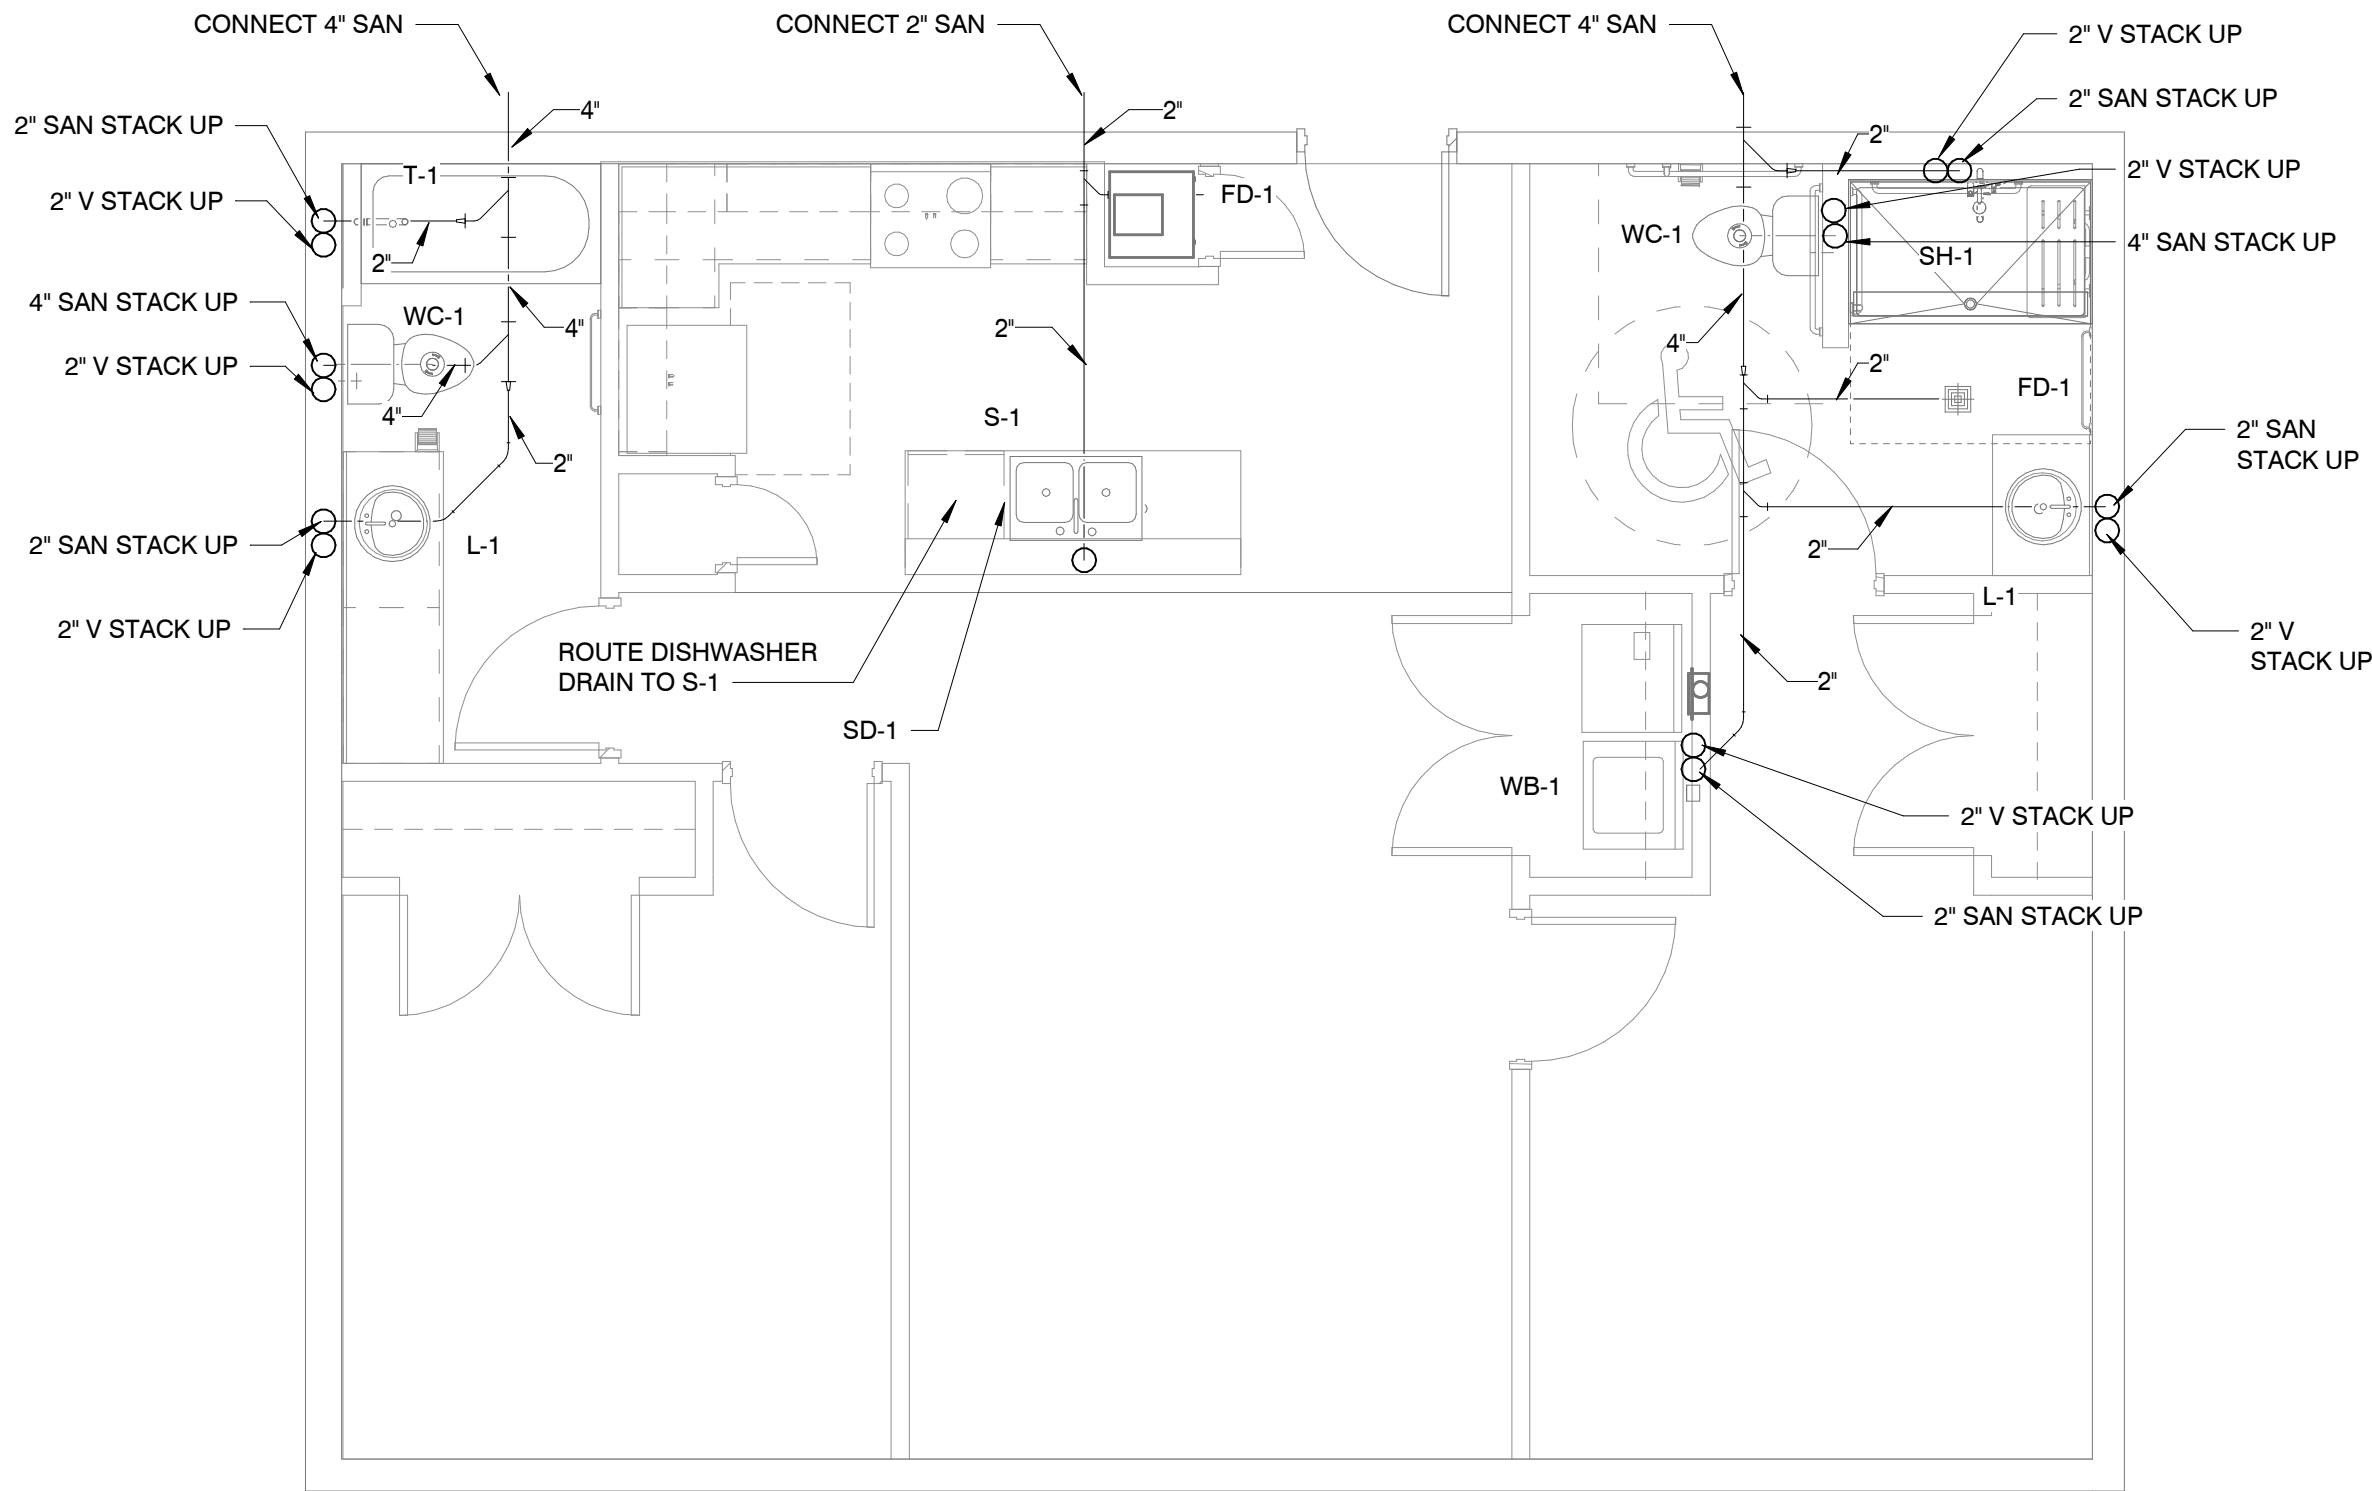 CONNECT 4" SAN
CONNECT 2" SAN
CONNECT 4" SAN
2" V STACK UP
4"
2"
2" SAN STACK UP
2" SAN STACK UP
2"
T-1
2" V STACK UP
FD-1
2" V STACK UP
WC-1
4" SAN STACK UP
SH-1
2"
4" SAN STACK UP
WC-1
4"
2"
4"
2" V STACK UP
2"
FD-1
4"
S-1
2" SAN
STACK UP
2"
2" SAN STACK UP
L-1
2"
L-1
2" V STACK UP
2" V
STACK UP
ROUTE DISHWASHER
DRAIN TO S-1
2"
SD-1
WB-1
2" V STACK UP
2" SAN STACK UP